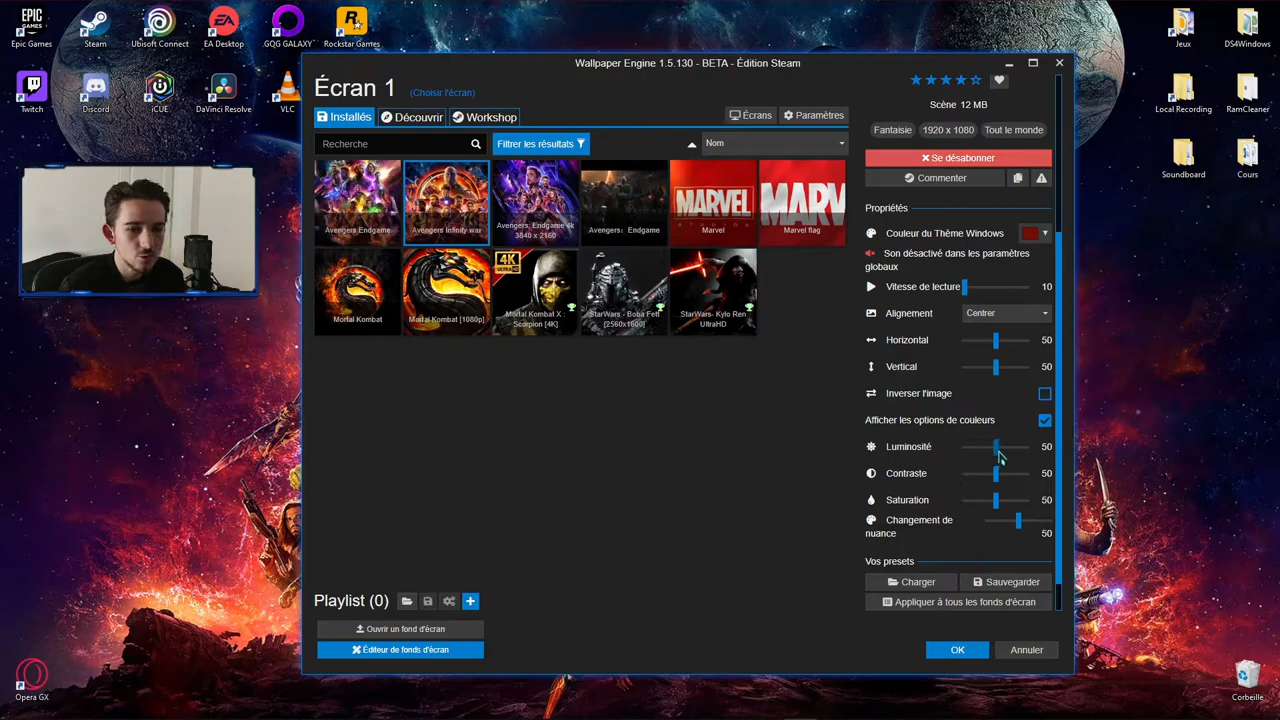 Epic Games
Steam
Ubisoft Connect
EA Desktop
GOG GALAXY
Rockstar Games
Jeux
DS4Windows
Twitch
Discord
iCUE
DaVinci Resolve
VLC
Local Recording
RamCleaner
Soundboard
Cours
Opera GX
Corbeille
Wallpaper Engine 1.5.130 - BETA - Édition Steam
Écran 1 (Choisir l'écran)
Installés Découvrir Workshop
Écrans Paramètres
Recherche
Filtrer les résultats
Nom
Avengers Endgame
Avengers Infinity war
Avengers: Endgame 4k
3840 x 2160
Avengers: Endgame
MARVEL
STUDIOS
Marvel
MARV
Marvel flag
Mortal Kombat
Mortal Kombat [1080p]
4K
ULTRA HD
Mortal Kombat X :
Scorpion [4K]
StarWars - Boba Fett
[2560x1600]
StarWars- Kylo Ren
UltraHD
Playlist (0)
Ouvrir un fond d'écran
Éditeur de fonds d'écran
Scène 12 MB
Fantaisie 1920 x 1080 Tout le monde
Se désabonner
Commenter
Propriétés
Couleur du Thème Windows
Son désactivé dans les paramètres
globaux
Vitesse de lecture 10
Alignement Centrer
Horizontal 50
Vertical 50
Inverser l'image
Afficher les options de couleurs
Luminosité 50
Contraste 50
Saturation 50
Changement de
nuance 50
Vos presets
Charger Sauvegarder
Appliquer à tous les fonds d'écran
OK Annuler